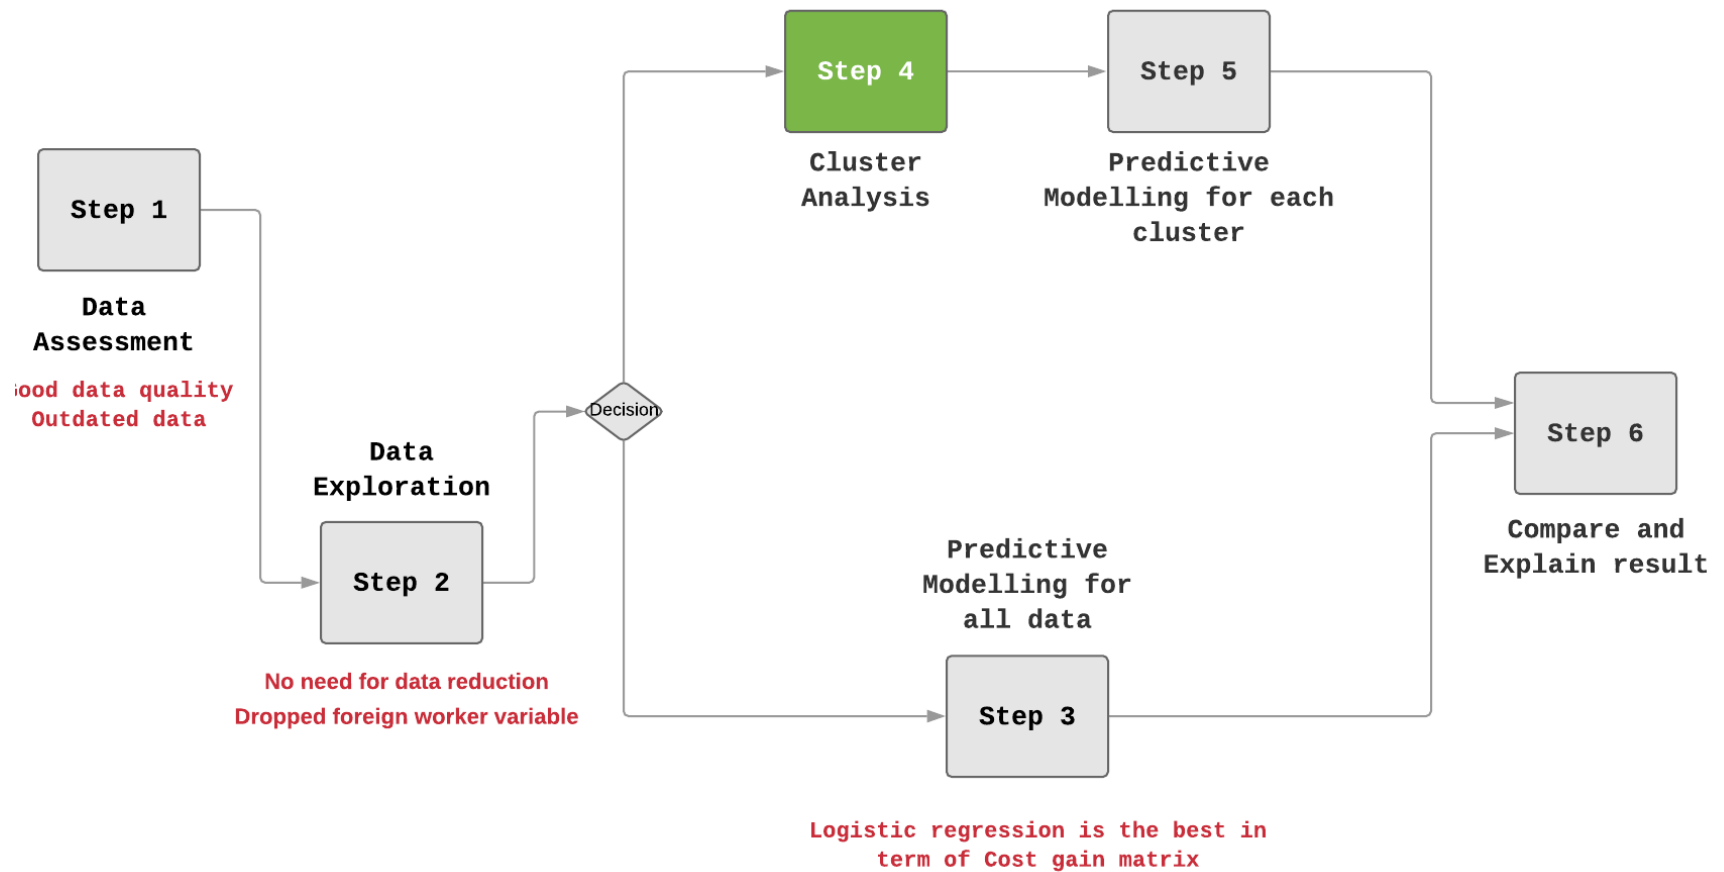 Step 1
Data
Assessment
data quality
Outdated data
Data
Exploration
Step 2
No need for data reduction
Dropped foreign worker variable
Decision
Step 4
Cluster
Analysis
Step 5
Predictive
Modelling for each
cluster
Predictive
Modelling for
all data
Step 3
Logistic regression is the best in
term of Cost gain matrix
Step 6
Compare and
Explain result